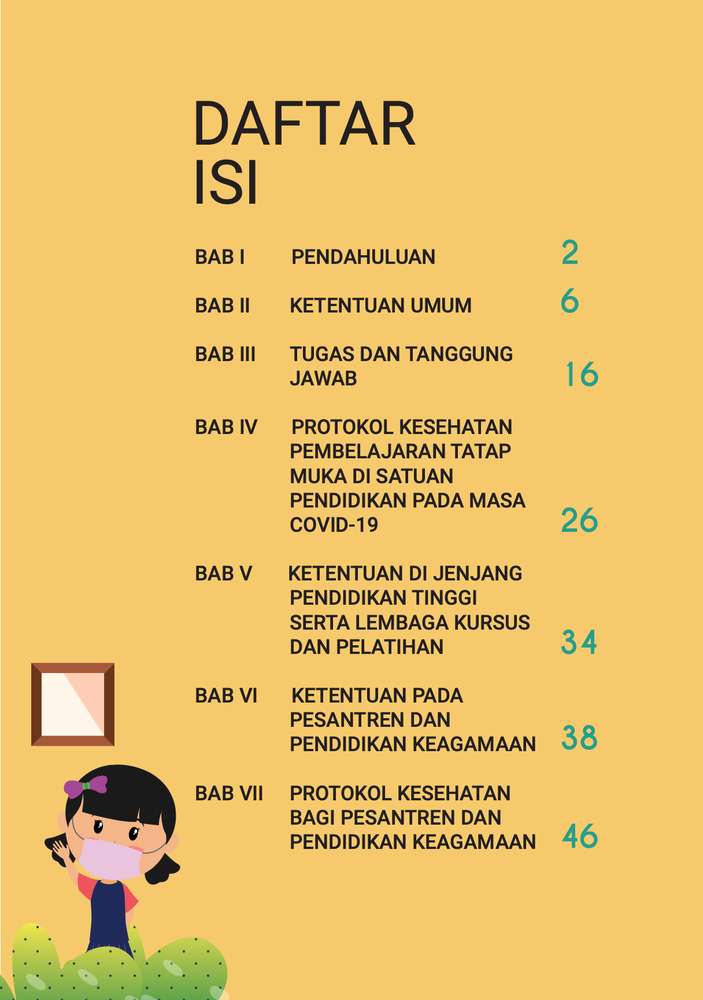 DAFTAR
ISI
BAB I PENDAHULUAN 2
BAB II KETENTUAN UMUM 6
BAB III TUGAS DAN TANGGUNG
JAWAB 16
BAB IV PROTOKOL KESEHATAN
PEMBELAJARAN TATAP
MUKA DI SATUAN
PENDIDIKAN PADA MASA
COVID-19 26
BAB V KETENTUAN DI JENJANG
PENDIDIKAN TINGGI
SERTA LEMBAGA KURSUS
DAN PELATIHAN 34
BAB VI KETENTUAN PADA
PESANTREN DAN
PENDIDIKAN KEAGAMAAN 38
BAB VII PROTOKOL KESEHATAN
BAGI PESANTREN DAN
PENDIDIKAN KEAGAMAAN 46